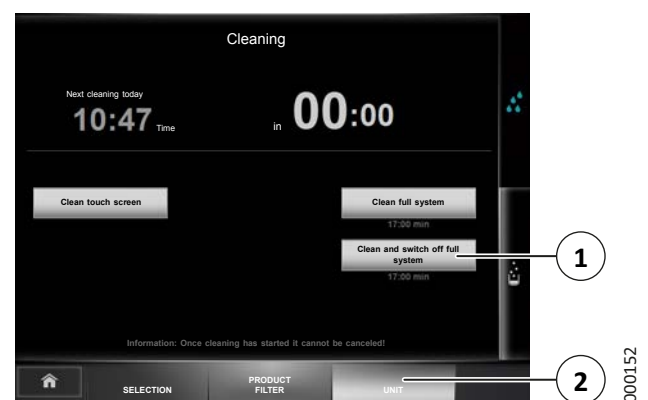 Cleaning
Next cleaning today
10:47 Time
in 00:00
Clean touch screen
Clean full system
17:00 min
Clean and switch off full
system
17:00 min
1
Information: Once cleaning has started it cannot be canceled!
SELECTION
PRODUCT
FILTER
UNIT
2
000152